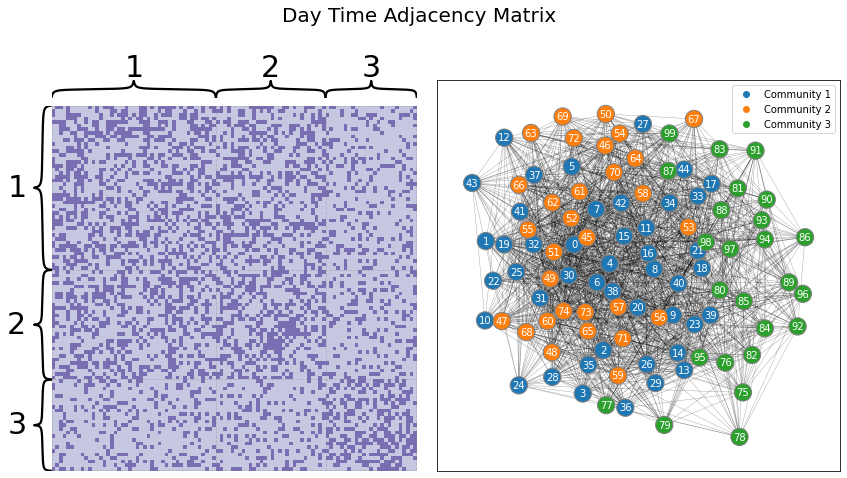 Day Time Adjacency Matrix
1 2 3
1
2
3
Community 1
Community 2
Community 3
69 50 27 67
12 63 72 54 99
46 64 83 91
43 37 5 70 87 44
66 61 58 17 81
62 7 42 34 33 90
41 52 88 93
55 15 11 53
1 19 32 0 45 98 94 86
51 16 21 97
22 25 30 4 8 18
49 6 40 89
31 38 80 85 96
10 47 60 74 73 57 20 56 9 39
68 65 71 23 84 92
48 2 14 95 82
35 26 76
24 28 59 29 13
3 77 36 75
79 78